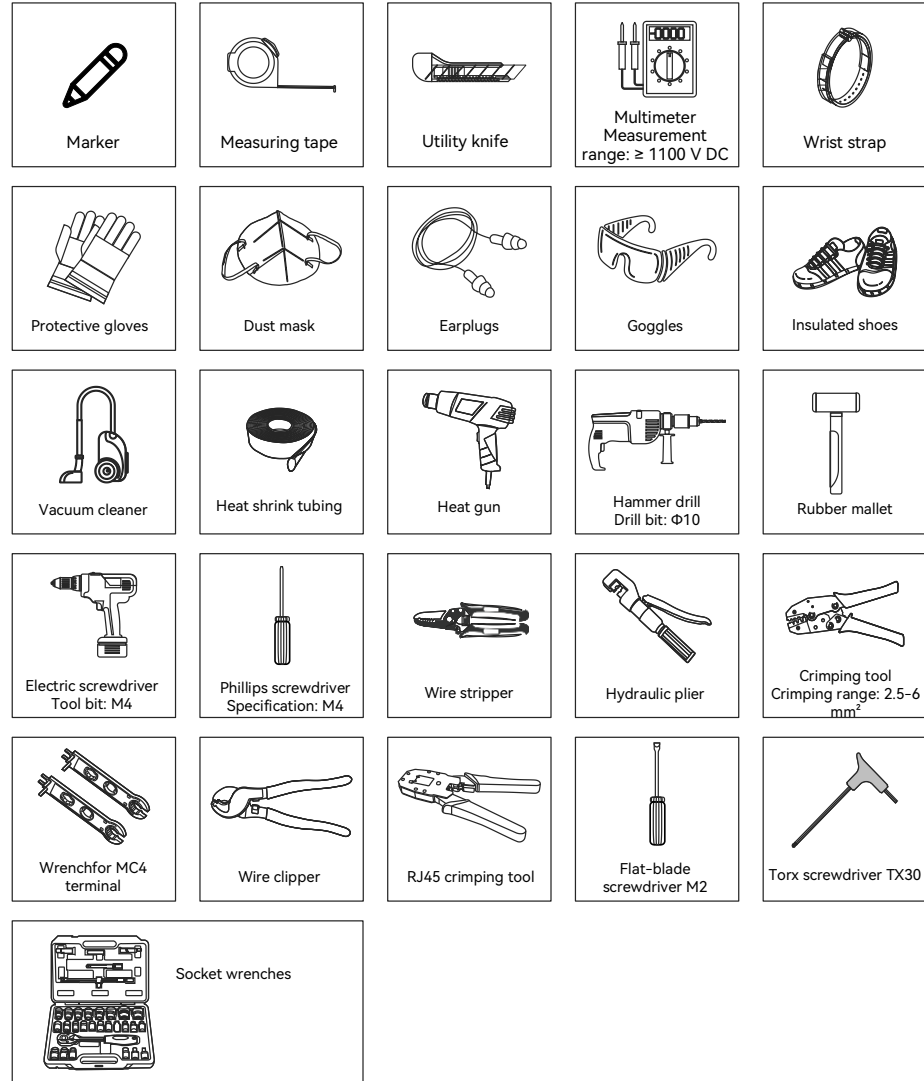 Marker
Measuring tape
Utility knife
Multimeter
Measurement
range: ≥ 1100 V DC
Wrist strap
Protective gloves
Dust mask
Earplugs
Goggles
Insulated shoes
Vacuum cleaner
Heat shrink tubing
Heat gun
Hammer drill
Drill bit: Φ10
Rubber mallet
Electric screwdriver
Tool bit: M4
Phillips screwdriver
Specification: M4
Wire stripper
Hydraulic plier
Crimping tool
Crimping range: 2.5-6
mm²
Wrenchfor MC4
terminal
Wire clipper
RJ45 crimping tool
Flat-blade
screwdriver M2
Torx screwdriver TX30
Socket wrenches